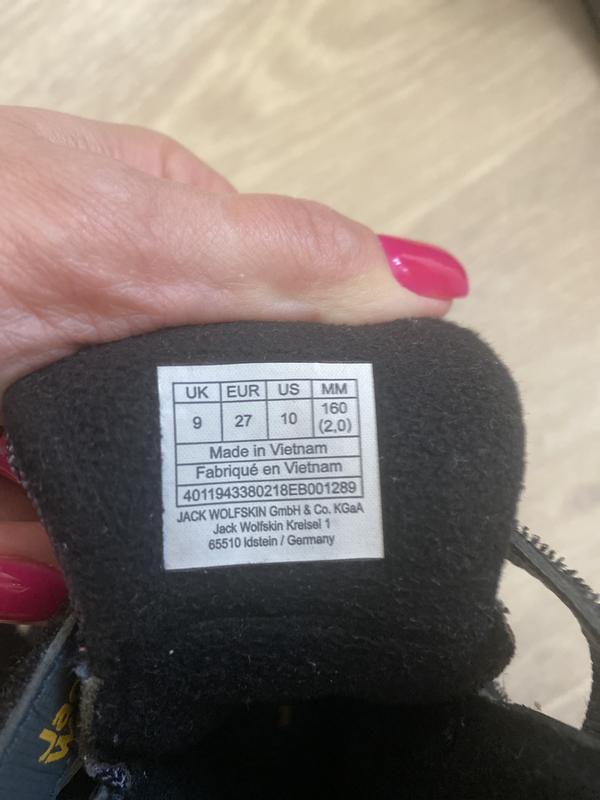 UK EUR US MM
9 27 10 160
(2,0)
Made in Vietnam
Fabriqué en Vietnam
4011943380218EB001289
JACK WOLFSKIN GmbH & Co. KGaA
Jack Wolfskin Kreisel 1
65510 Idstein / Germany